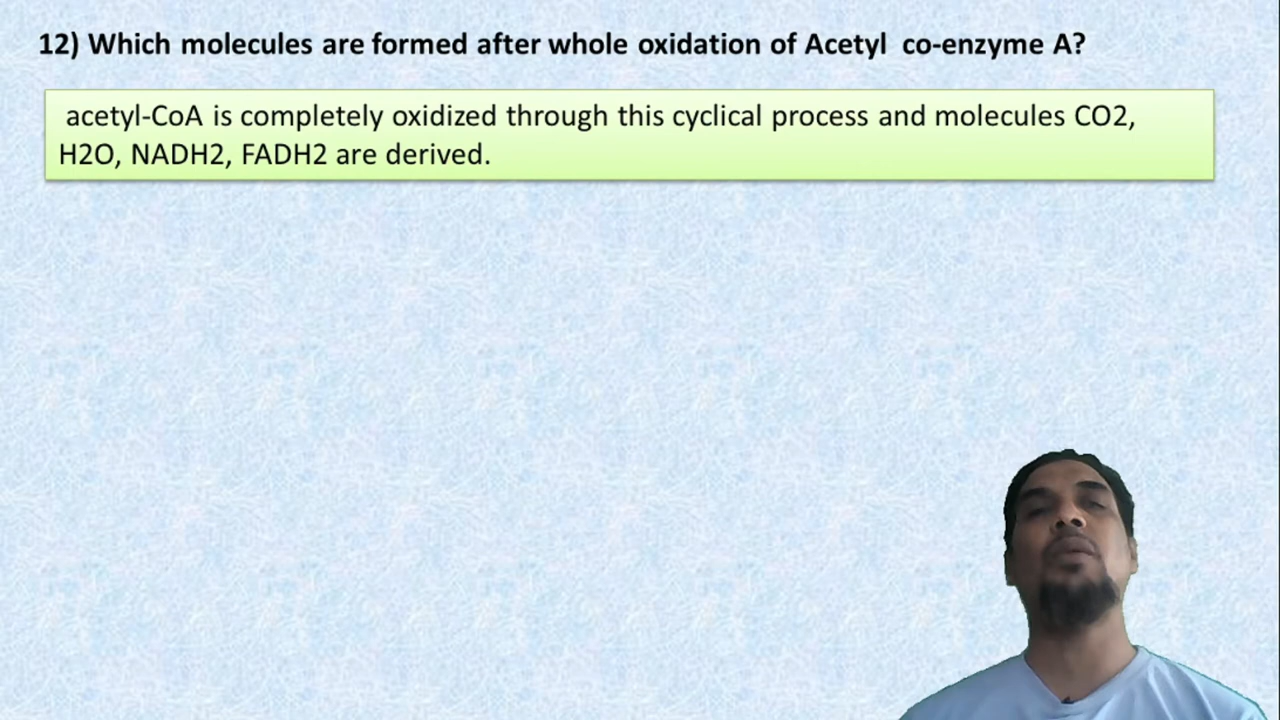 12) Which molecules are formed after whole oxidation of Acetyl co-enzyme A?
acetyl-CoA is completely oxidized through this cyclical process and molecules CO2,
H2O, NADH2, FADH2 are derived.